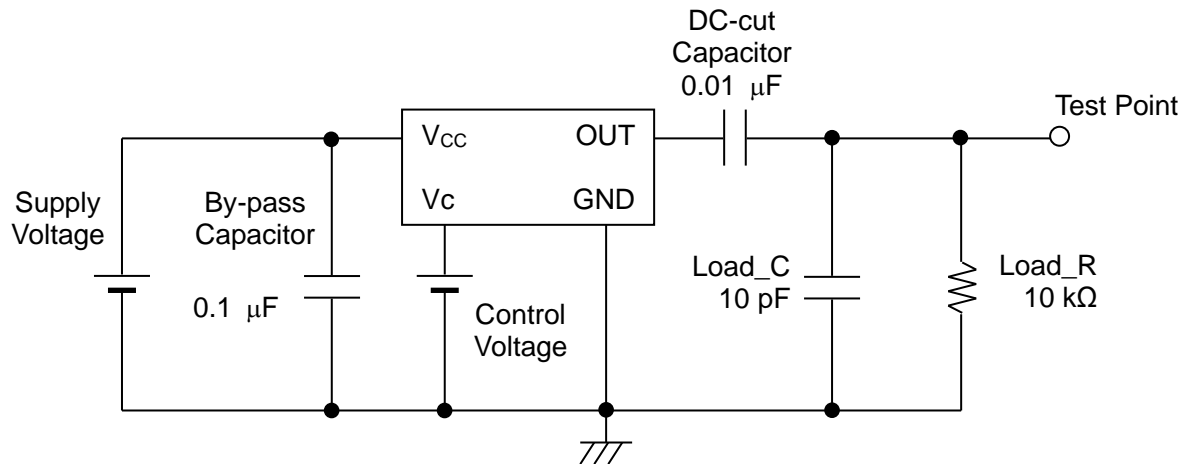 DC-cut
Capacitor
0.01 μF
Test Point
VCC
OUT
Vc
GND
Supply
Voltage
By-pass
Capacitor
0.1 μF
Control
Voltage
Load_C
10 pF
Load_R
10 kΩ